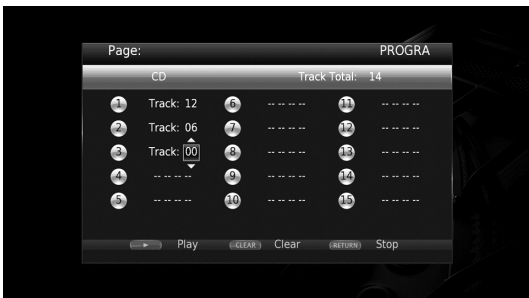 Page: PROGRA
CD Track Total: 14
1 Track: 12 6 -- -- -- -- 11 -- -- -- --
2 Track: 06 7 -- -- -- -- 12 -- -- -- --
3 Track: 00 8 -- -- -- -- 13 -- -- -- --
4 -- -- -- -- 9 -- -- -- -- 14 -- -- -- --
5 -- -- -- -- 10 -- -- -- -- 15 -- -- -- --
Play CLEAR Clear RETURN Stop